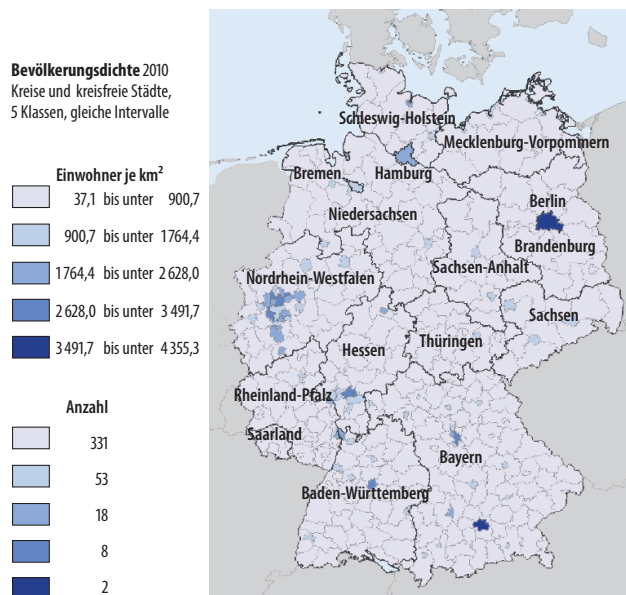 Bevölkerungsdichte 2010
Kreise und kreisfreie Städte,
5 Klassen, gleiche Intervalle
Einwohner je km²
37,1 bis unter 900,7
900,7 bis unter 1764,4
1764,4 bis unter 2 628,0
2 628,0 bis unter 3 491,7
3 491,7 bis unter 4 355,3
Anzahl
331
53
18
8
2
Schleswig-Holstein
Mecklenburg-Vorpommern
Bremen
Hamburg
Niedersachsen
Berlin
Brandenburg
Nordrhein-Westfalen
Sachsen-Anhalt
Sachsen
Thüringen
Hessen
Rheinland-Pfalz
Saarland
Bayern
Baden-Württemberg